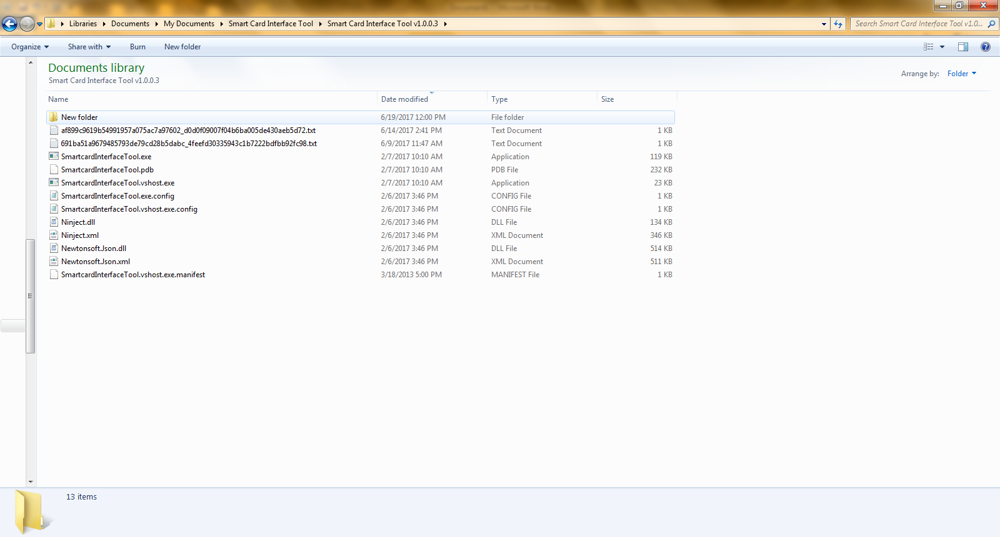 Libraries Documents My Documents Smart Card Interface Tool Smart Card Interface Tool v1.0.0.3 Search Smart Card Interface Tool v1.0...
Organize Share with Burn New folder
Documents library
Smart Card Interface Tool v1.0.0.3
Arrange by: Folder
Name Date modified Type Size
New folder 6/19/2017 12:00 PM File folder
af899c9619b54991957a075ac7a97602_d0d0f09007f04b6ba005de430aeb5d72.txt 6/14/2017 2:41 PM Text Document 1 KB
691ba51a9679485793de79cd28b5dabc_4feefd30335943c1b7222bdfbb92fc98.txt 6/9/2017 11:47 AM Text Document 1 KB
SmartcardInterfaceTool.exe 2/7/2017 10:10 AM Application 119 KB
SmartcardInterfaceTool.pdb 2/7/2017 10:10 AM PDB File 232 KB
SmartcardInterfaceTool.vshost.exe 2/7/2017 10:10 AM Application 23 KB
SmartcardInterfaceTool.exe.config 2/6/2017 3:46 PM CONFIG File 1 KB
SmartcardInterfaceTool.vshost.exe.config 2/6/2017 3:46 PM CONFIG File 1 KB
Ninject.dll 2/6/2017 3:46 PM DLL File 134 KB
Ninject.xml 2/6/2017 3:46 PM XML Document 346 KB
Newtonsoft.Json.dll 2/6/2017 3:46 PM DLL File 514 KB
Newtonsoft.Json.xml 2/6/2017 3:46 PM XML Document 511 KB
SmartcardInterfaceTool.vshost.exe.manifest 3/18/2013 5:00 PM MANIFEST File 1 KB
13 items